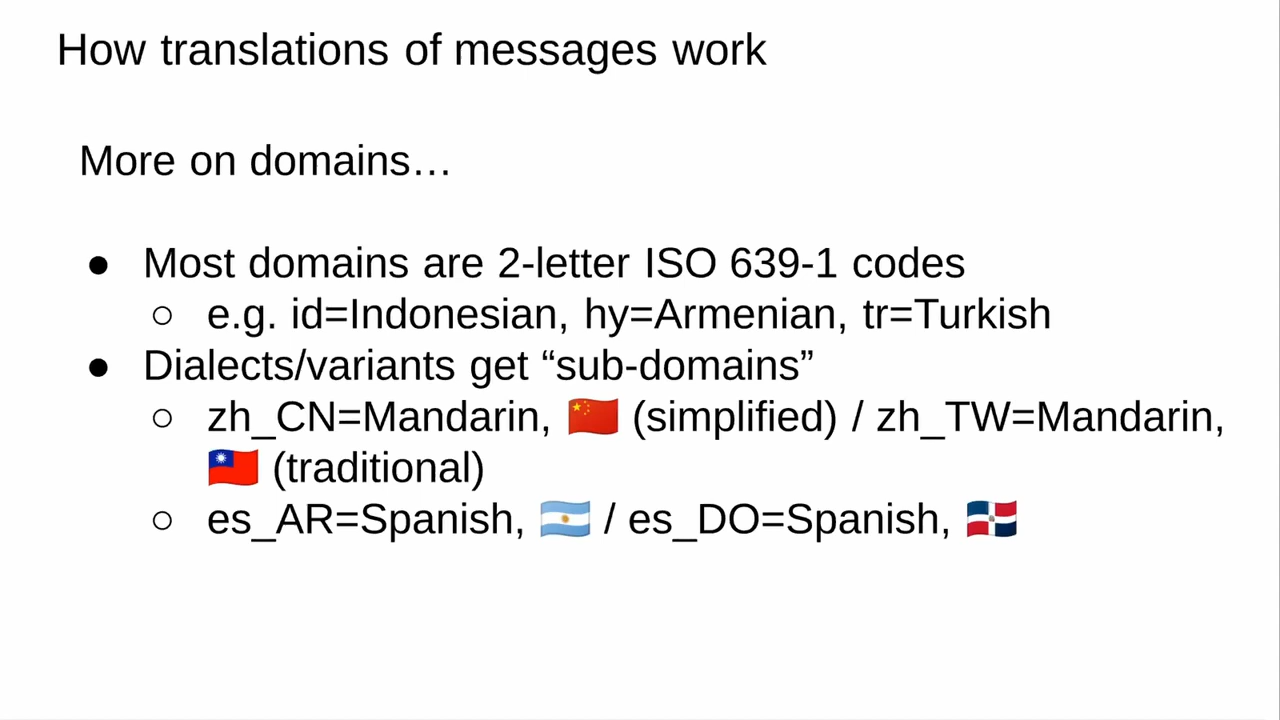 How translations of messages work
More on domains…
● Most domains are 2-letter ISO 639-1 codes
○ e.g. id=Indonesian, hy=Armenian, tr=Turkish
● Dialects/variants get “sub-domains”
○ zh_CN=Mandarin, 🇨🇳 (simplified) / zh_TW=Mandarin,
🇹🇼 (traditional)
○ es_AR=Spanish, 🇦🇷 / es_DO=Spanish, 🇩🇴